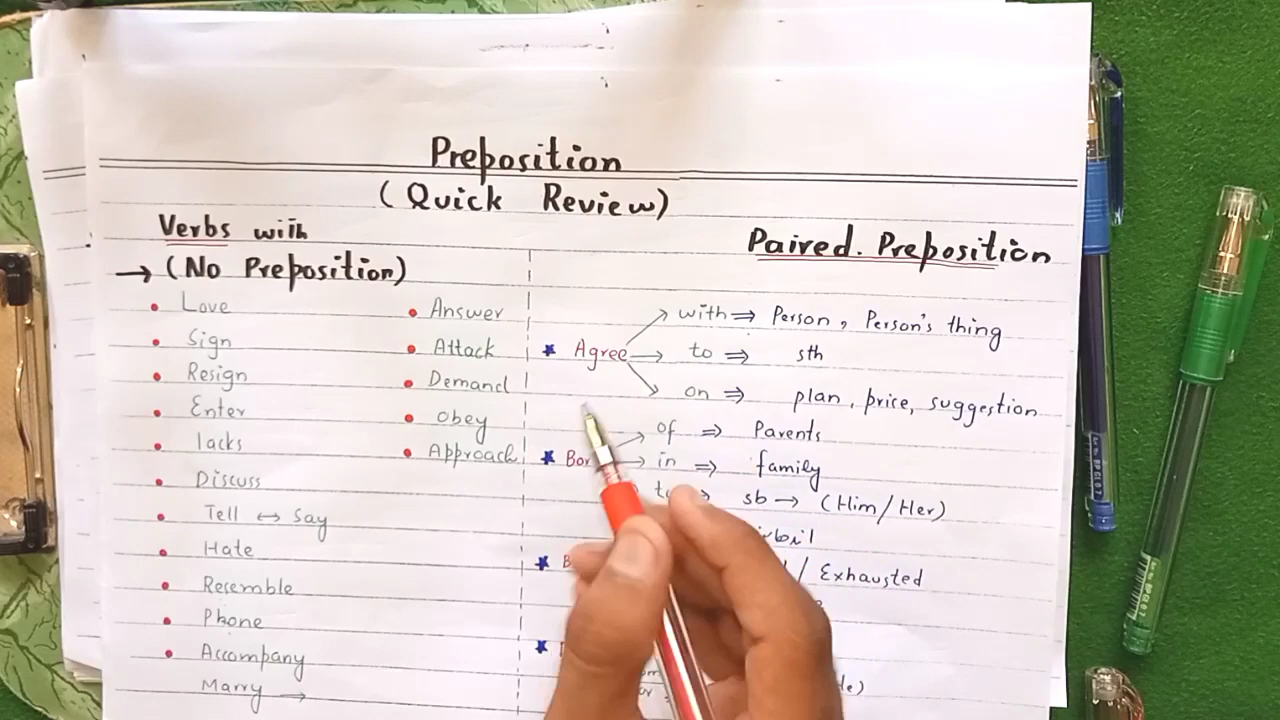 Preposition
(Quick Review)
Verbs with
→ (No Preposition)
• Love
• Sign
• Resign
• Enter
• lacks
• Discuss
• Tell ↔ Say
• Hate
• Resemble
• Phone
• Accompany
Marry →
• Answer
• Attack
• Demand
• obey
• Approach
Paired. Preposition
★ Agree
→ with ⇒ Person, Person's thing
→ to ⇒ sth
→ on ⇒ plan, price, suggestion
★
→ of ⇒ Parents
→ in ⇒ family
sb → (Him/Her)
★
/ Exhausted
★